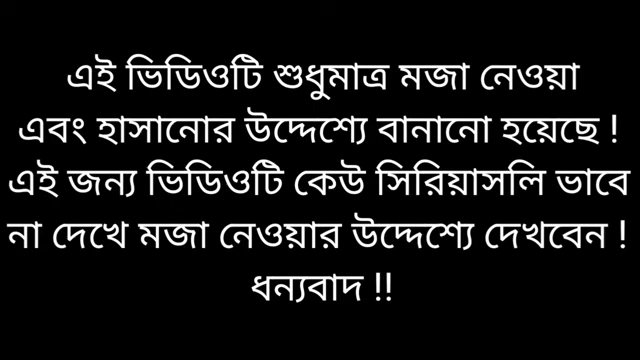 এই ভিডিওটি শুধুমাত্র মজা নেওয়া
এবং হাসানোর উদ্দেশ্যে বানানো হয়েছে !
এই জন্য ভিডিওটি কেউ সিরিয়াসলি ভাবে
না দেখে মজা নেওয়ার উদ্দেশ্যে দেখবেন !
ধন্যবাদ !!